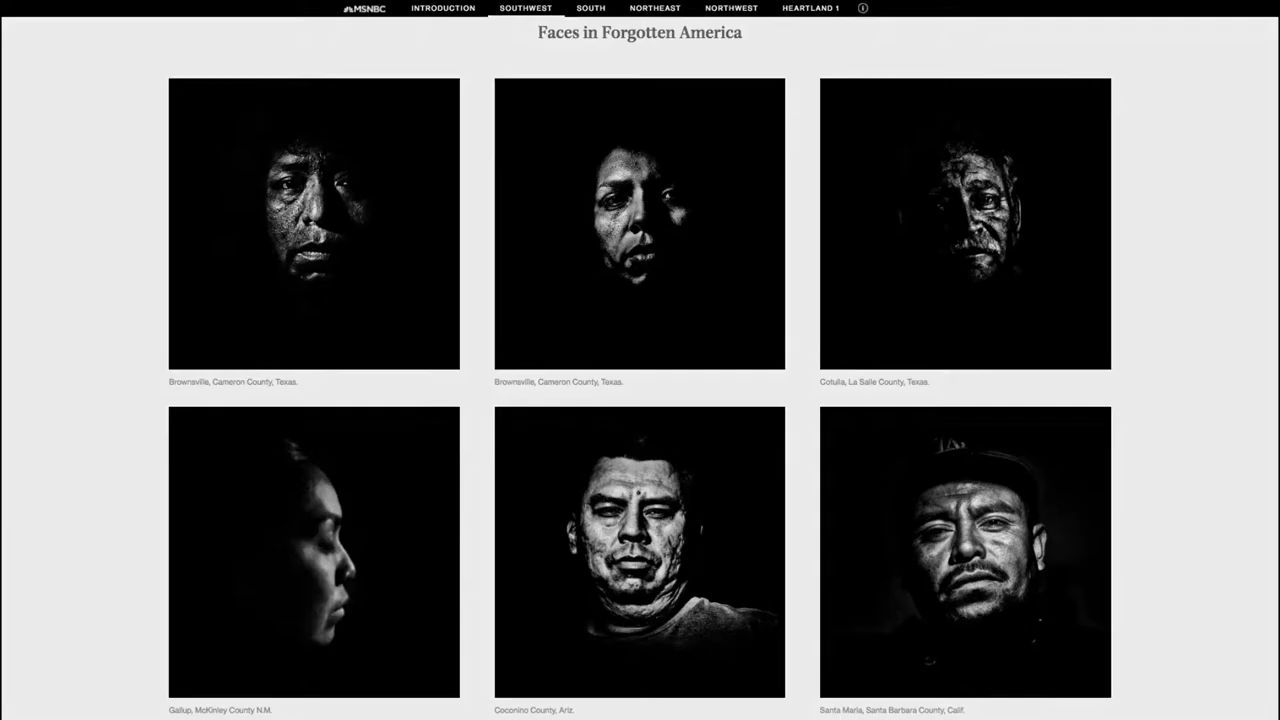 MSNBC INTRODUCTION SOUTHWEST SOUTH NORTHEAST NORTHWEST HEARTLAND 1
Faces in Forgotten America
Brownsville, Cameron County, Texas. Brownsville, Cameron County, Texas. Cotulla, La Salle County, Texas.
Gallup, McKinley County N.M. Coconino County, Ariz. Santa Maria, Santa Barbara County, Calif.